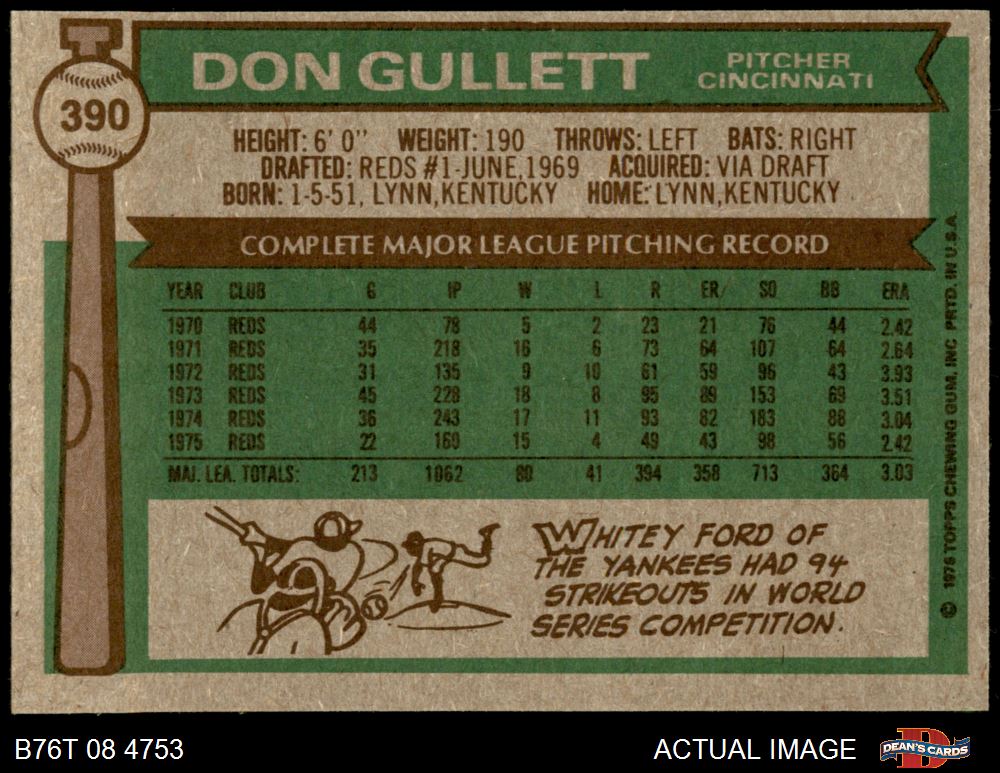 DON GULLETT
PITCHER
CINCINNATI
390
HEIGHT: 6' 0" WEIGHT: 190 THROWS: LEFT BATS: RIGHT
DRAFTED: REDS #1-JUNE,1969 ACQUIRED: VIA DRAFT
BORN: 1-5-51, LYNN,KENTUCKY HOME: LYNN,KENTUCKY
COMPLETE MAJOR LEAGUE PITCHING RECORD
YEAR CLUB G IP W L R ER SO BB ERA
1970 REDS 44 78 5 2 23 21 76 44 2.42
1971 REDS 35 218 16 6 73 64 107 64 2.64
1972 REDS 31 135 9 10 61 59 96 43 3.93
1973 REDS 45 228 18 8 95 89 153 69 3.51
1974 REDS 36 243 17 11 93 82 183 88 3.04
1975 REDS 22 160 15 4 49 43 98 56 2.42
MAJ. LEA. TOTALS: 213 1062 80 41 394 358 713 364 3.03
WHITEY FORD OF
THE YANKEES HAD 94
STRIKEOUTS IN WORLD
SERIES COMPETITION.
© 1976 TOPPS CHEWING GUM, INC PRTD. IN U.S.A.
B76T 08 4753
ACTUAL IMAGE
DEAN'S CARDS